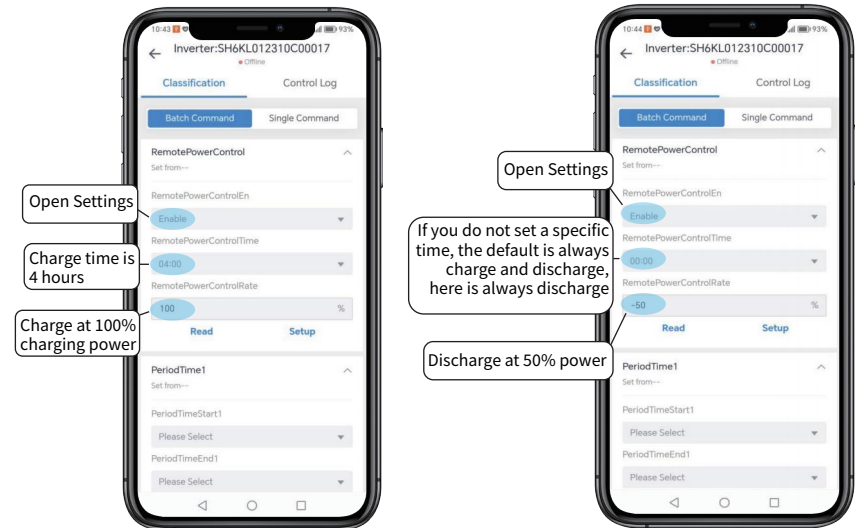 10:43
93%
Inverter:SH6KL012310C00017
Offline
Classification
Control Log
Batch Command
Single Command
RemotePowerControl
Set from--
RemotePowerControlEn
Enable
RemotePowerControlTime
04:00
RemotePowerControlRate
100
%
Read
Setup
PeriodTime1
Set from--
PeriodTimeStart1
Please Select
PeriodTimeEnd1
Please Select
Open Settings
Charge time is
4 hours
Charge at 100%
charging power
10:44
93%
Inverter:SH6KL012310C00017
Offline
Classification
Control Log
Batch Command
Single Command
RemotePowerControl
Set from--
RemotePowerControlEn
Enable
RemotePowerControlTime
00:00
RemotePowerControlRate
-50
%
Read
Setup
PeriodTime1
Set from--
PeriodTimeStart1
Please Select
PeriodTimeEnd1
Please Select
Open Settings
If you do not set a specific
time, the default is always
charge and discharge,
here is always discharge
Discharge at 50% power